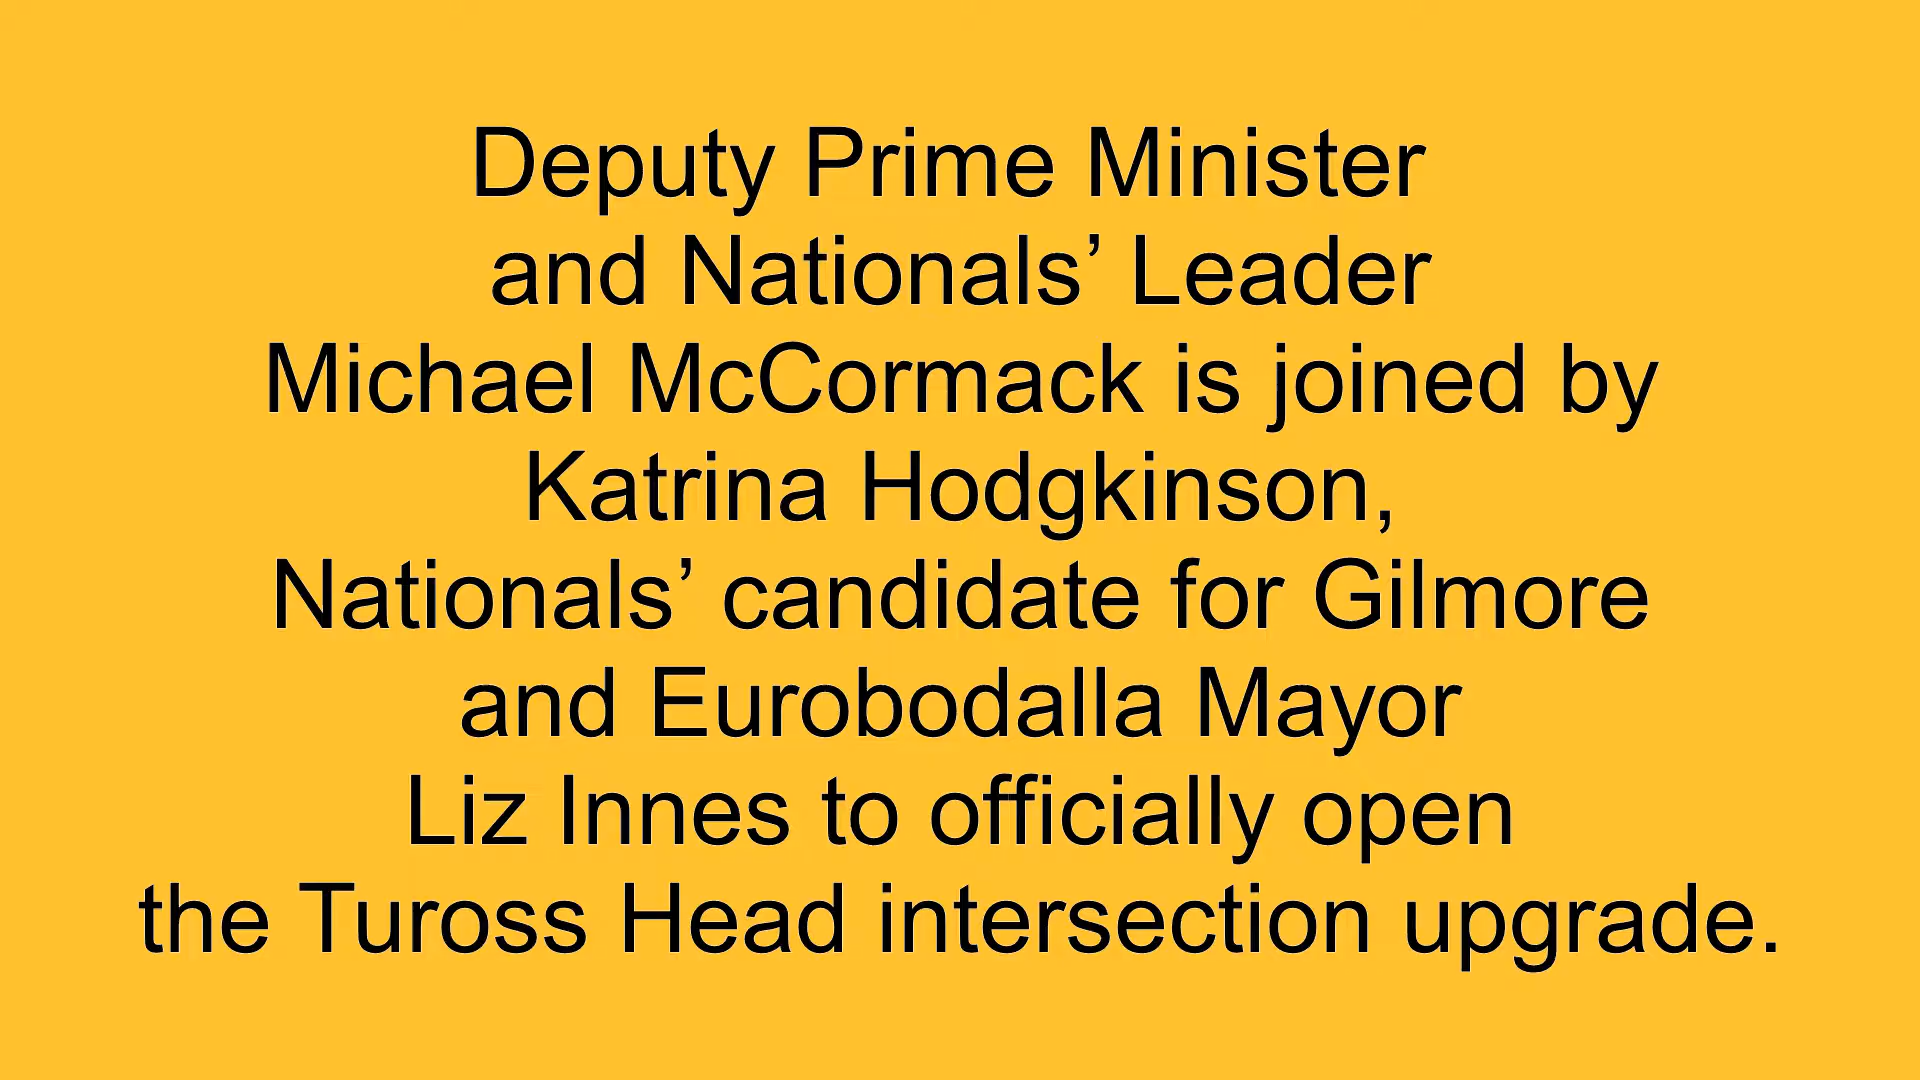 Deputy Prime Minister
and Nationals’ Leader
Michael McCormack is joined by
Katrina Hodgkinson,
Nationals’ candidate for Gilmore
and Eurobodalla Mayor
Liz Innes to officially open
the Tuross Head intersection upgrade.